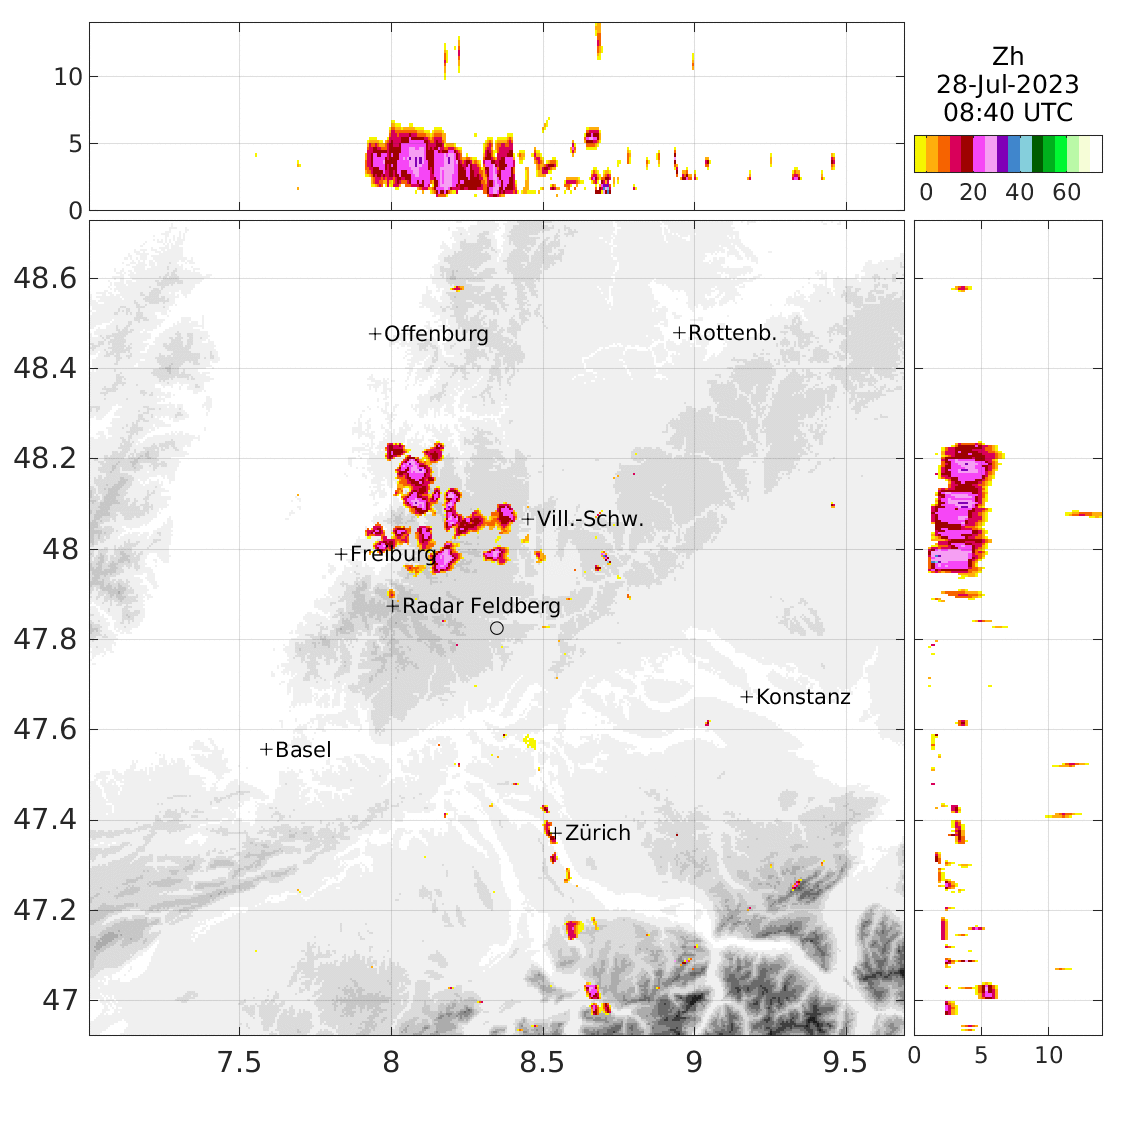 10
5
0
Zh
28-Jul-2023
08:40 UTC
0 20 40 60
48.6
48.4
48.2
48
47.8
47.6
47.4
47.2
47
+Offenburg
+Rottenb.
+Vill.-Schw.
+Freiburg
+Radar Feldberg
+Konstanz
+Basel
+Zürich
7.5 8 8.5 9 9.5
0 5 10